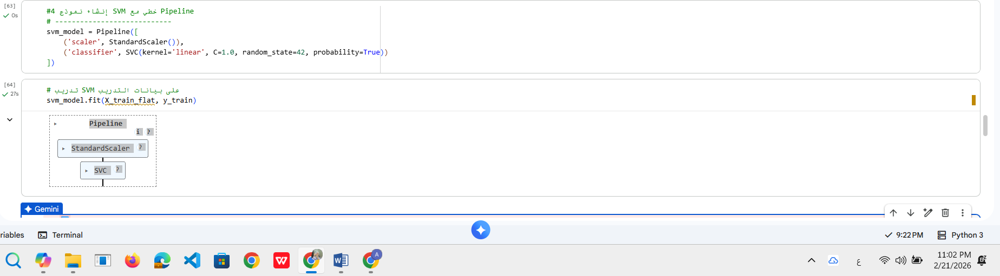 [63]
0s
#4 إنشاء نموذج SVM خطي مع Pipeline
# ----------------------------
svm_model = Pipeline([
('scaler', StandardScaler()),
('classifier', SVC(kernel='linear', C=1.0, random_state=42, probability=True))
])
[64]
27s
# تدريب SVM على بيانات التدريب
svm_model.fit(X_train_flat, y_train)
Pipeline
i ?
StandardScaler ?
SVC ?
Gemini
riables Terminal 9:22 PM Python 3
ع
11:02 PM
2/21/2026